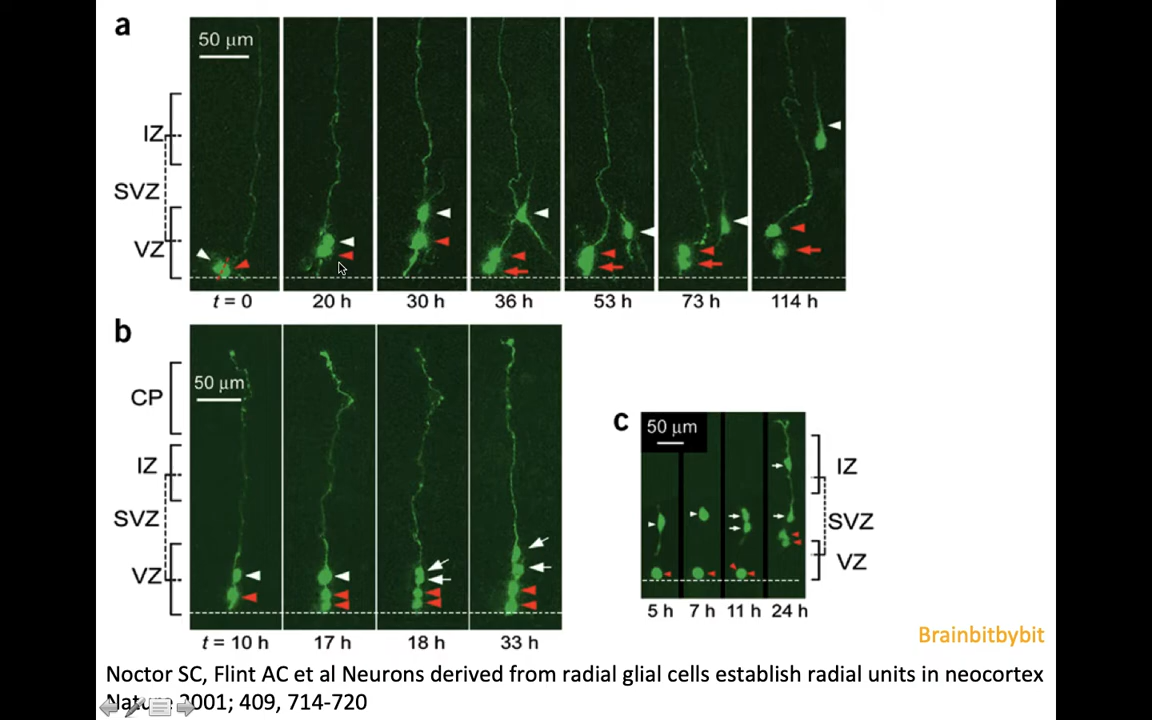 a
50 μm
IZ
SVZ
VZ
t = 0
20 h
30 h
36 h
53 h
73 h
114 h
b
50 μm
CP
IZ
SVZ
VZ
t = 10 h
17 h
18 h
33 h
c
50 μm
IZ
SVZ
VZ
5 h
7 h
11 h
24 h
Brainbitbybit
Noctor SC, Flint AC et al Neurons derived from radial glial cells establish radial units in neocortex
Nature 2001; 409, 714-720